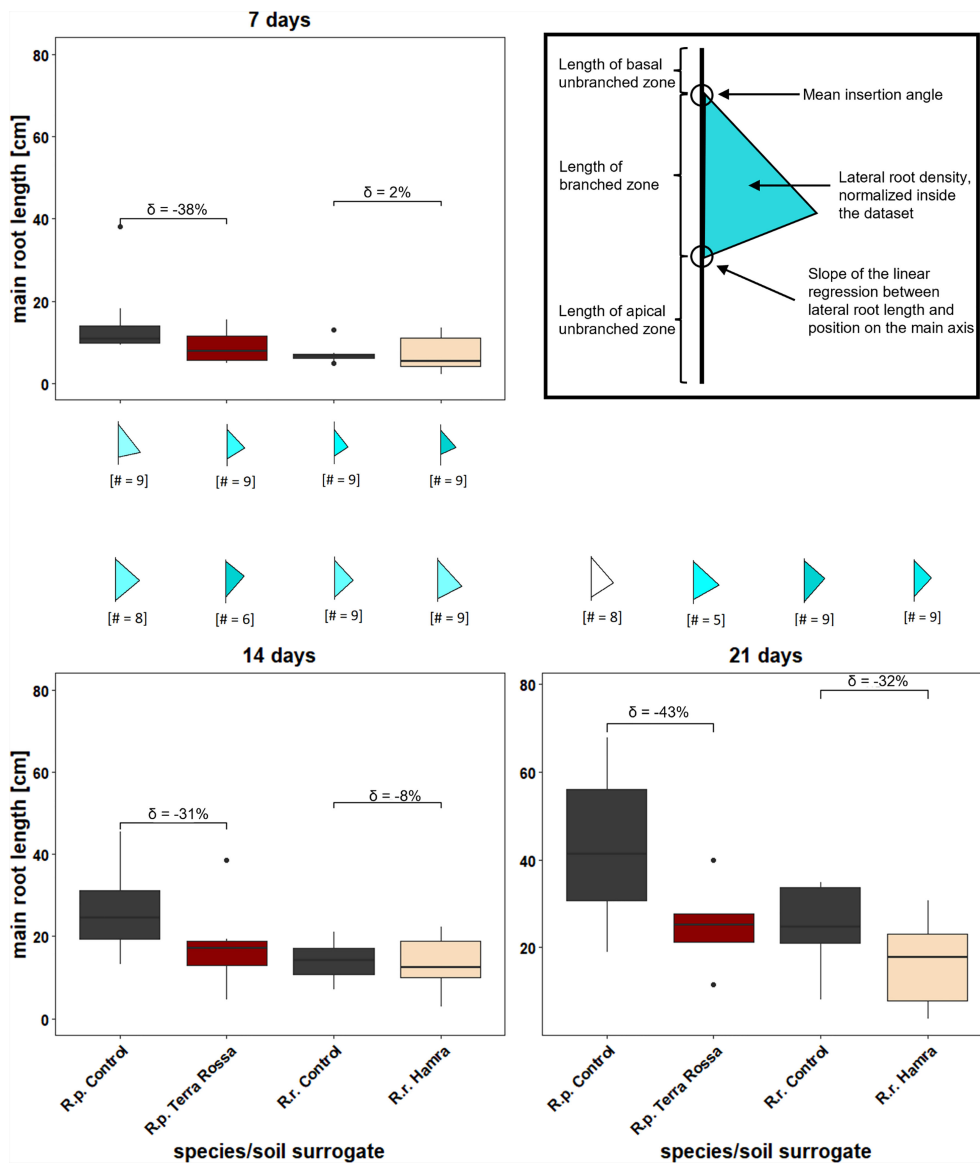 7 days
main root length [cm]
80
60
40
20
0
δ = -38%
δ = 2%
Length of basal
unbranched zone
Mean insertion angle
Length of
branched zone
Lateral root density,
normalized inside
the dataset
Length of apical
unbranched zone
Slope of the linear
regression between
lateral root length and
position on the main axis
[# = 9]
[# = 9]
[# = 9]
[# = 9]
[# = 8]
[# = 6]
[# = 9]
[# = 9]
[# = 8]
[# = 5]
[# = 9]
[# = 9]
14 days
main root length [cm]
80
60
40
20
0
δ = -31%
δ = -8%
R.p. Control
R.p. Terra Rossa
R.r. Control
R.r. Hamra
species/soil surrogate
21 days
80
60
40
20
δ = -43%
δ = -32%
R.p. Control
R.p. Terra Rossa
R.r. Control
R.r. Hamra
species/soil surrogate